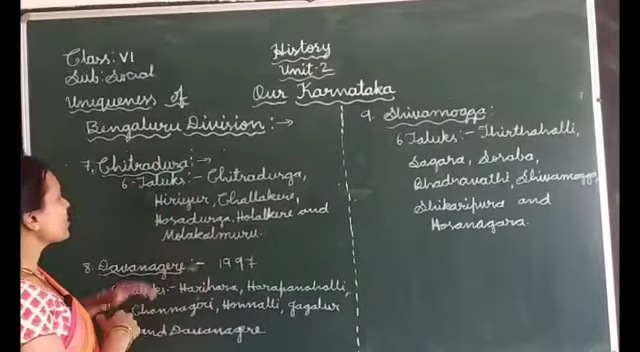 Class: VI
Sub: Social
History
Unit-2
Our Karnataka
Uniqueness of
Bengaluru Division :→
7, Chitradurga :→
6-Taluks :- Chitradurga,
Hiriyur, Challakere,
Hosadurga, Holalkere and
Molakalmuru.
8. Davanagere :- 1997
Taluks:- Harihara, Harapanahalli,
Channagiri, Honnalli, Jagalur
and Davanagere
9. Shivamogga:
6 Taluks :- Thirthahalli,
Sagara, Soraba,
Bhadravathi, Shivamogga,
Shikaripura and
Hosanagara.